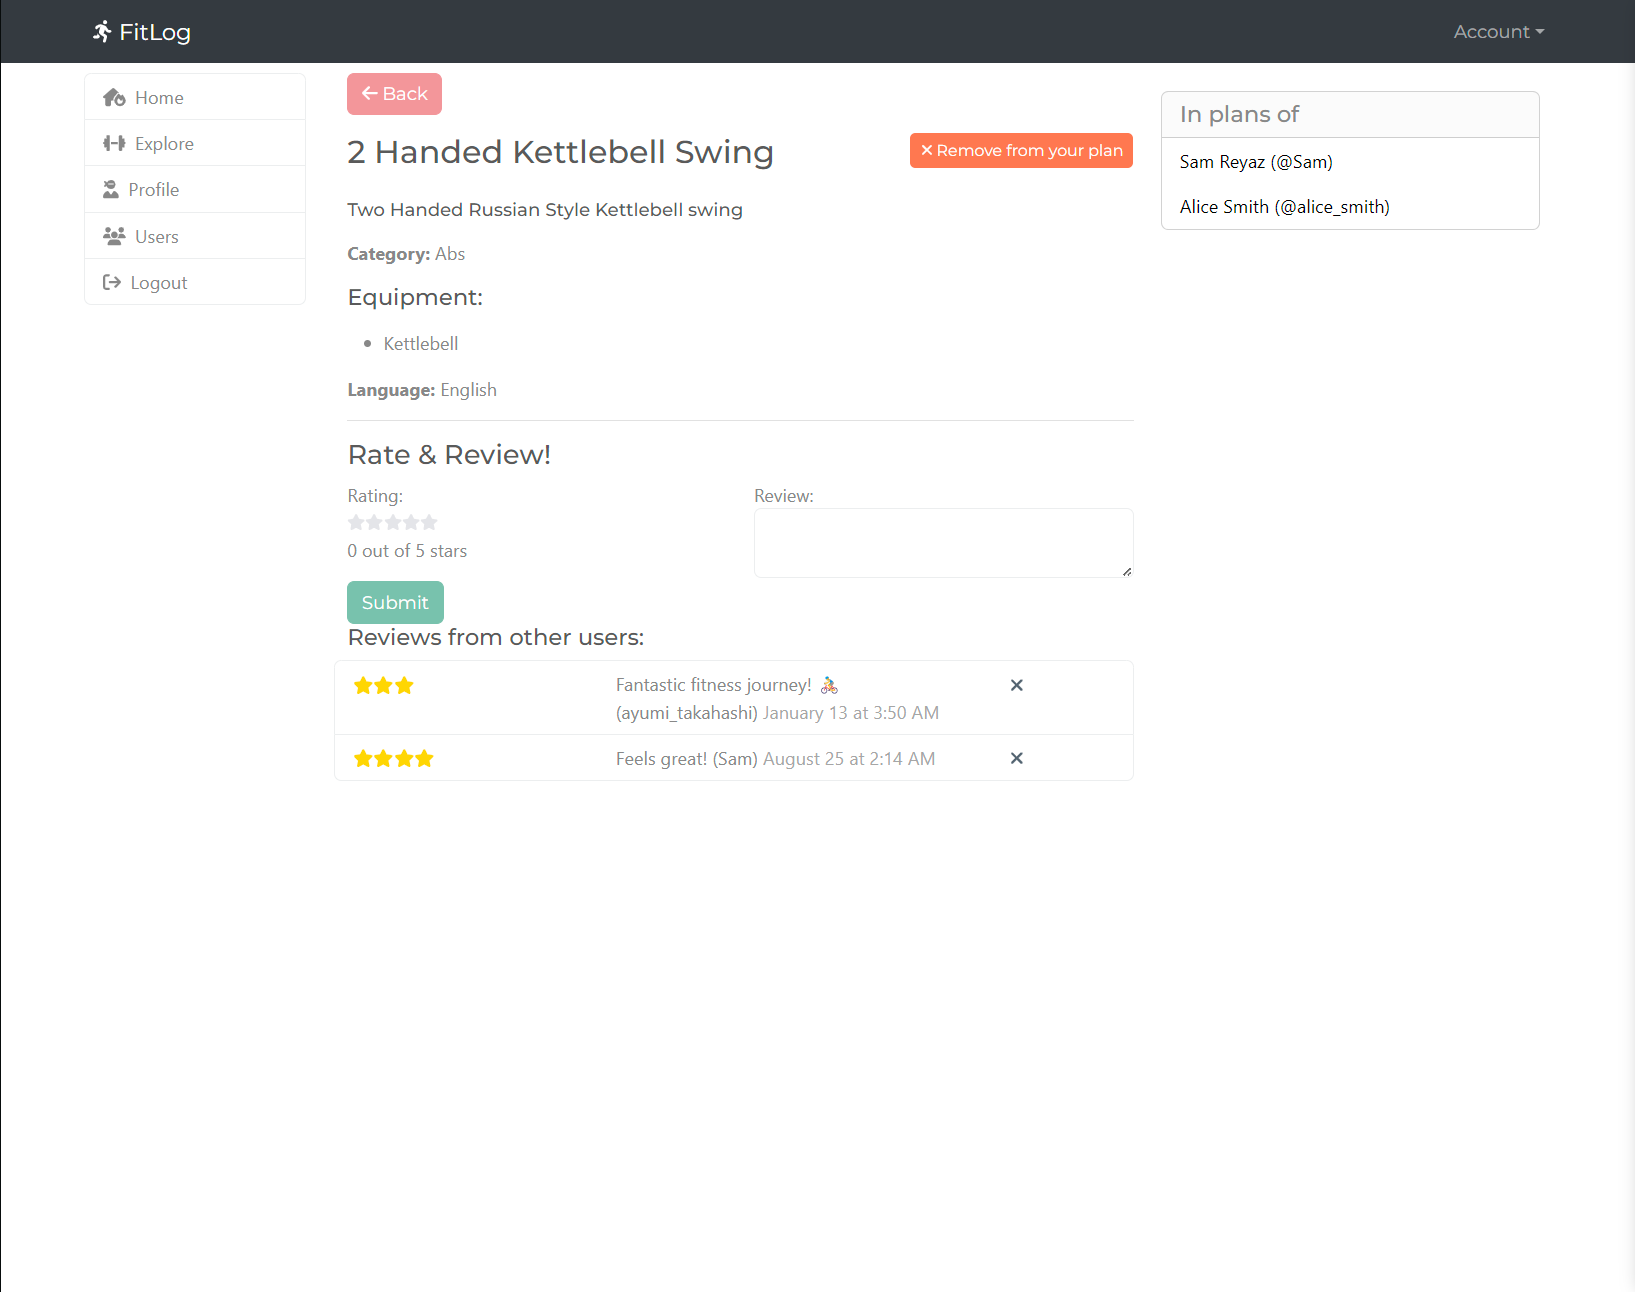 FitLog
Account
Home
Explore
Profile
Users
Logout
Back
2 Handed Kettlebell Swing
Remove from your plan
Two Handed Russian Style Kettlebell swing
Category: Abs
Equipment:
• Kettlebell
Language: English
Rate & Review!
Rating:
0 out of 5 stars
Review:
Submit
Reviews from other users:
Fantastic fitness journey! 🚴
(ayumi_takahashi) January 13 at 3:50 AM
Feels great! (Sam) August 25 at 2:14 AM
In plans of
Sam Reyaz (@Sam)
Alice Smith (@alice_smith)